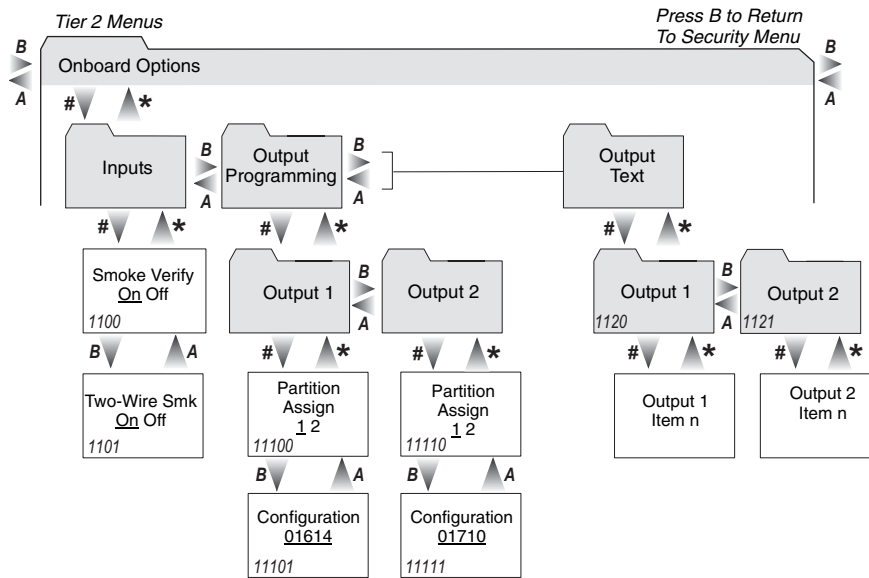 Tier 2 Menus
Press B to Return
To Security Menu
B
B
Onboard Options
A
A
#
*
Inputs
B
A
Output
Programming
B
A
Output
Text
#
*
#
*
#
*
Smoke Verify
On Off
1100
Output 1
B
A
Output 2
Output 1
1120
B
A
Output 2
1121
B
A
#
*
#
*
#
*
#
*
Two-Wire Smk
On Off
1101
Partition
Assign
1 2
11100
Partition
Assign
1 2
11110
Output 1
Item n
Output 2
Item n
B
A
B
A
Configuration
01614
11101
Configuration
01710
11111